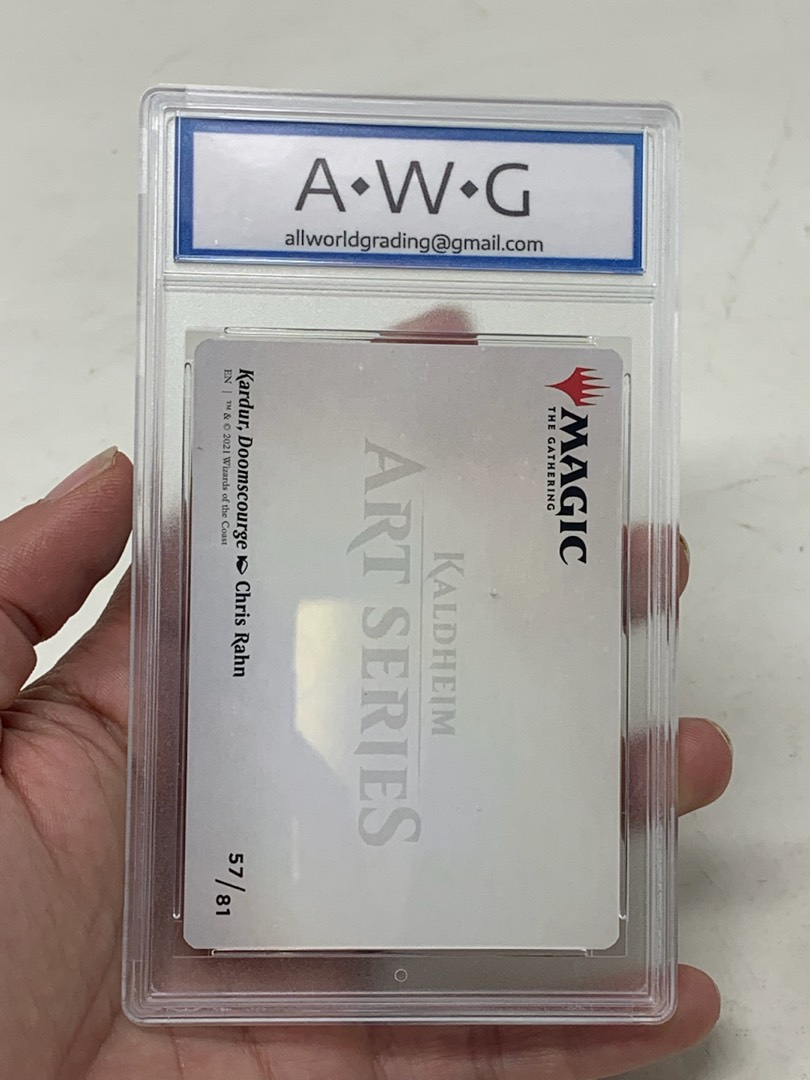 A◆W◆G
allworldgrading@gmail.com
MAGIC
THE GATHERING
KALDHEIM
ART SERIES
Kardur, Doomscourge Chris Rahn
EN | ™ & © 2021 Wizards of the Coast
57/81